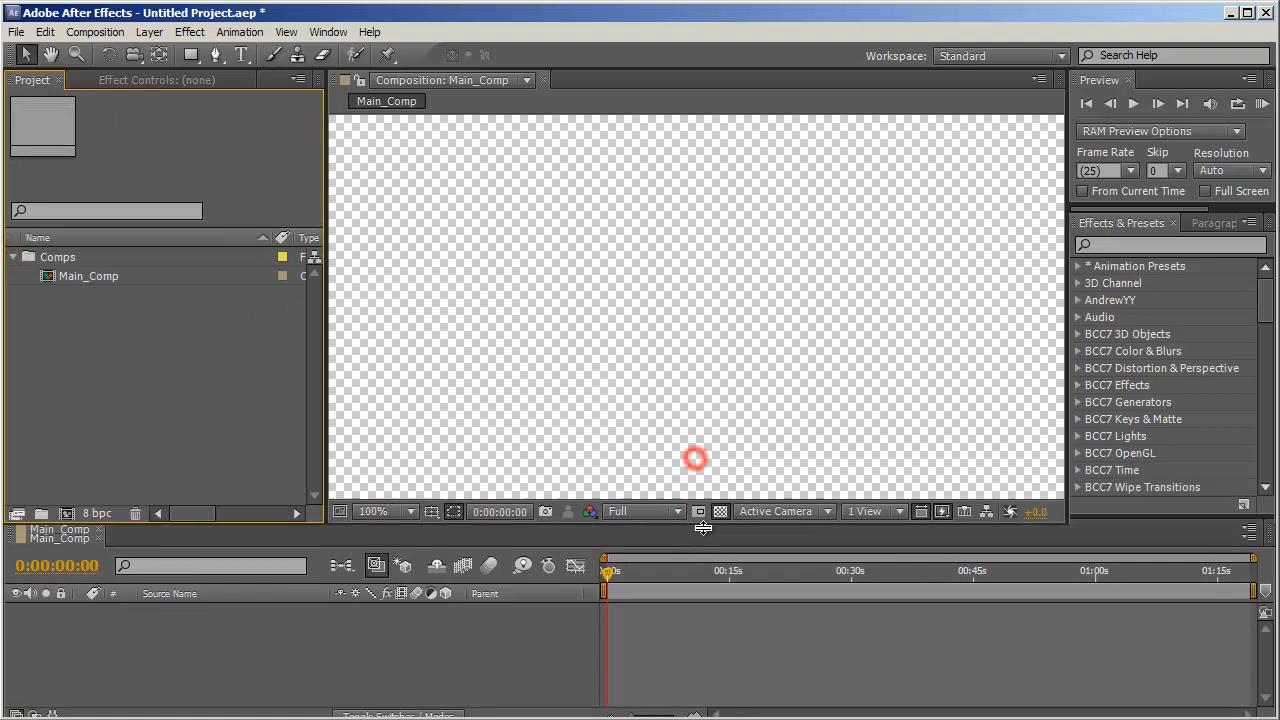 Ae Adobe After Effects - Untitled Project.aep *
File Edit Composition Layer Effect Animation View Window Help
Workspace: Standard Search Help
Project Effect Controls: (none) Composition: Main_Comp Preview
Main_Comp
RAM Preview Options
Frame Rate Skip Resolution
(25) 0 Auto
From Current Time Full Screen
Effects & Presets Paragrap
Name Type
Comps F
Main_Comp C
* Animation Presets
3D Channel
AndrewYY
Audio
BCC7 3D Objects
BCC7 Color & Blurs
BCC7 Distortion & Perspective
BCC7 Effects
BCC7 Generators
BCC7 Keys & Matte
BCC7 Lights
BCC7 OpenGL
BCC7 Time
BCC7 Wipe Transitions
8 bpc 100% 0:00:00:00 Full Active Camera 1 View +0.0
Main_Comp
Main_Comp
0:00:00:00
00:15s 00:30s 00:45s 01:00s 01:15s
# Source Name fx Parent
Toggle Switches / Modes